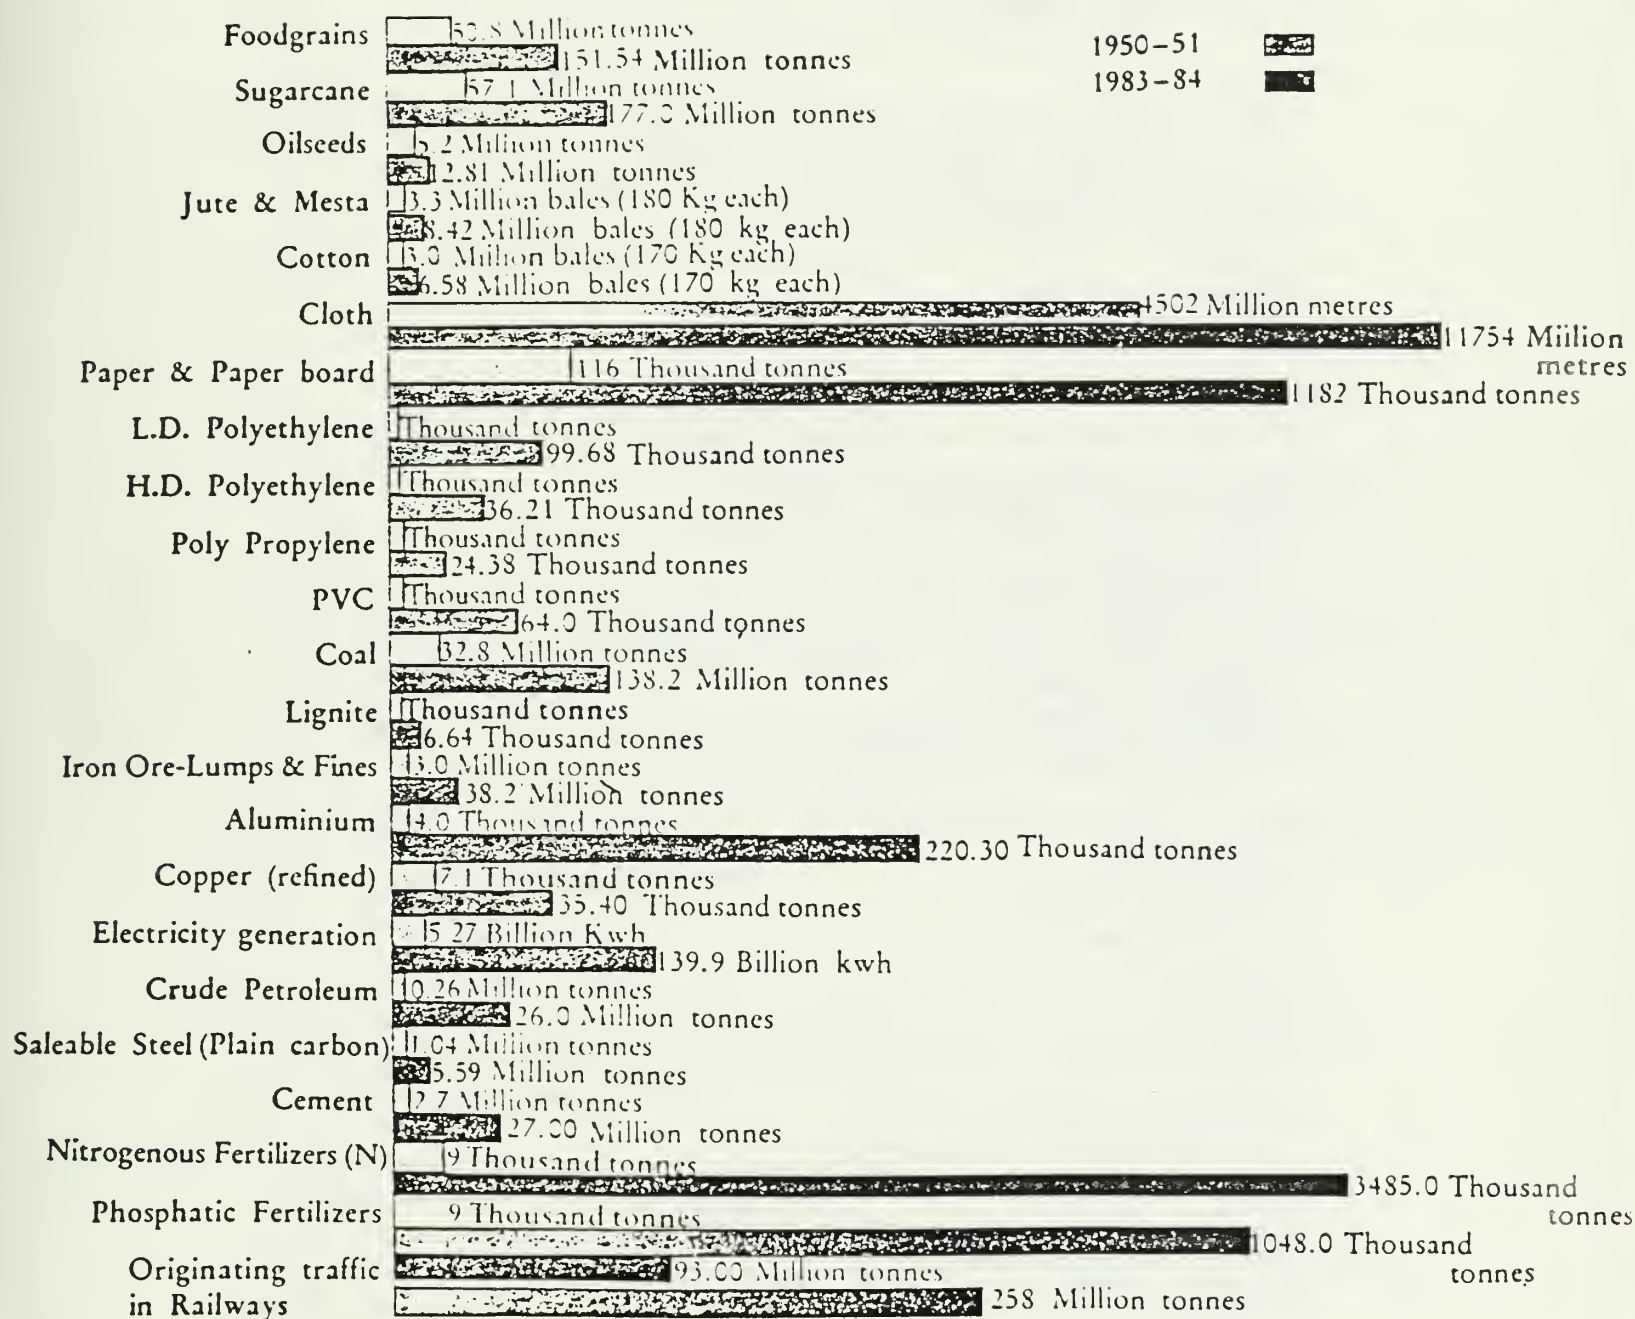 Foodgrains 52.8 Million tonnes
151.54 Million tonnes
1950-51
1983-84
Sugarcane 57.1 Million tonnes
177.0 Million tonnes
Oilseeds 5.2 Million tonnes
12.81 Million tonnes
Jute & Mesta 3.3 Million bales (180 Kg each)
8.42 Million bales (180 kg each)
Cotton 3.0 Million bales (170 Kg each)
6.58 Million bales (170 kg each)
Cloth 4502 Million metres
11754 Miilion
metres
Paper & Paper board 116 Thousand tonnes
1182 Thousand tonnes
L.D. Polyethylene Thousand tonnes
99.68 Thousand tonnes
H.D. Polyethylene Thousand tonnes
36.21 Thousand tonnes
Poly Propylene Thousand tonnes
24.38 Thousand tonnes
PVC Thousand tonnes
64.0 Thousand tonnes
Coal 32.8 Million tonnes
138.2 Million tonnes
Lignite Thousand tonnes
6.64 Thousand tonnes
Iron Ore-Lumps & Fines 3.0 Million tonnes
38.2 Million tonnes
Aluminium 4.0 Thousand tonnes
220.30 Thousand tonnes
Copper (refined) 7.1 Thousand tonnes
35.40 Thousand tonnes
Electricity generation 5.27 Billion Kwh
139.9 Billion kwh
Crude Petroleum 0.26 Million tonnes
26.0 Million tonnes
Saleable Steel (Plain carbon) 1.04 Million tonnes
5.59 Million tonnes
Cement 2.7 Million tonnes
27.00 Million tonnes
Nitrogenous Fertilizers (N) 9 Thousand tonnes
3485.0 Thousand
tonnes
Phosphatic Fertilizers 9 Thousand tonnes
1048.0 Thousand
tonnes
Originating traffic 93.00 Million tonnes
in Railways 258 Million tonnes